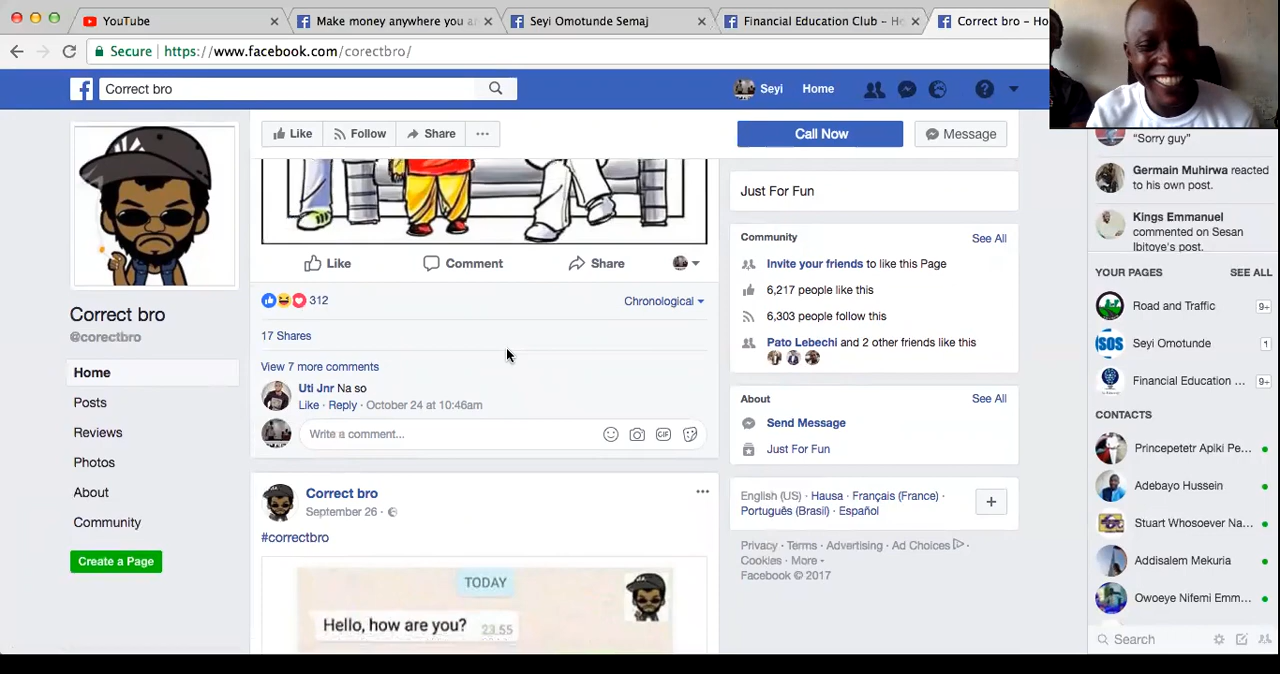 YouTube
Make money anywhere you a
Seyi Omotunde Semaj
Financial Education Club - Ho
Correct bro - Ho
Secure https://www.facebook.com/corectbro/
Correct bro
Seyi Home
Like Follow Share
Call Now
Message
"Sorry guy"
Germain Muhirwa reacted
to his own post.
Kings Emmanuel
commented on Sesan
Ibitoye's post.
YOUR PAGES SEE ALL
Road and Traffic 9+
SOS Seyi Omotunde 1
Financial Education ... 9+
CONTACTS
Princepetetr Apiki Pe...
Adebayo Hussein
Stuart Whosoever Na...
Addisalem Mekuria
Owoeye Nifemi Emm...
Search
Correct bro
@corectbro
Home
Posts
Reviews
Photos
About
Community
Create a Page
Like Comment Share
312 Chronological
17 Shares
View 7 more comments
Uti Jnr Na so
Like · Reply · October 24 at 10:46am
Write a comment...
GIF
Correct bro
September 26 ·
#correctbro
TODAY
Hello, how are you? 23.55
Just For Fun
Community See All
Invite your friends to like this Page
6,217 people like this
6,303 people follow this
Pato Lebechi and 2 other friends like this
About See All
Send Message
Just For Fun
English (US) · Hausa · Français (France) ·
Português (Brasil) · Español
Privacy · Terms · Advertising · Ad Choices ·
Cookies · More
Facebook © 2017